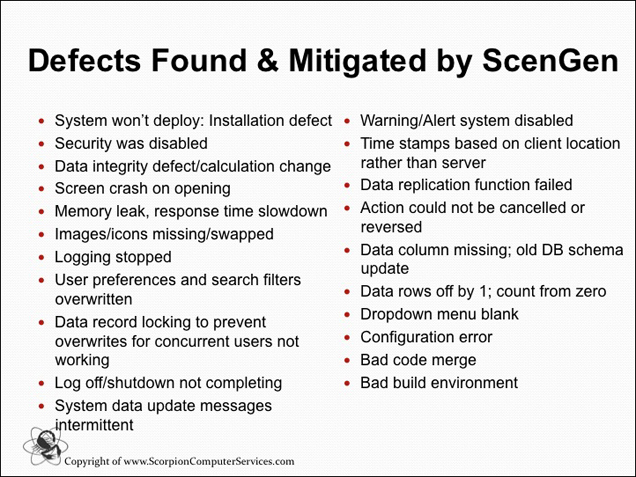 Defects Found & Mitigated by ScenGen
System won’t deploy: Installation defect
Security was disabled
Data integrity defect/calculation change
Screen crash on opening
Memory leak, response time slowdown
Images/icons missing/swapped
Logging stopped
User preferences and search filters
overwritten
Data record locking to prevent
overwrites for concurrent users not
working
Log off/shutdown not completing
System data update messages
intermittent
Warning/Alert system disabled
Time stamps based on client location
rather than server
Data replication function failed
Action could not be cancelled or
reversed
Data column missing; old DB schema
update
Data rows off by 1; count from zero
Dropdown menu blank
Configuration error
Bad code merge
Bad build environment
Copyright of www.ScorpionComputerServices.com